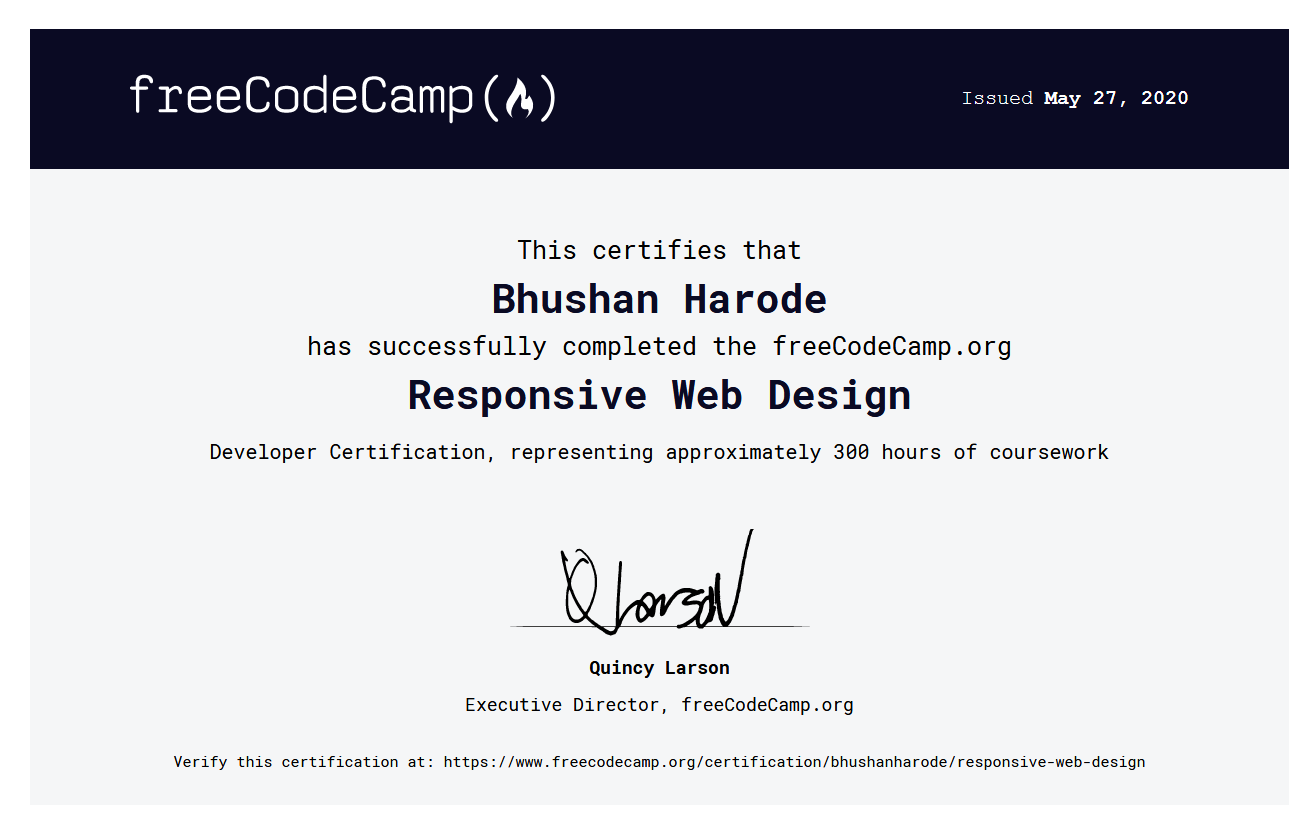 freeCodeCamp
Issued May 27, 2020
This certifies that
Bhushan Harode
has successfully completed the freeCodeCamp.org
Responsive Web Design
Developer Certification, representing approximately 300 hours of coursework
Q Larson
Quincy Larson
Executive Director, freeCodeCamp.org
Verify this certification at: https://www.freecodecamp.org/certification/bhushanharode/responsive-web-design